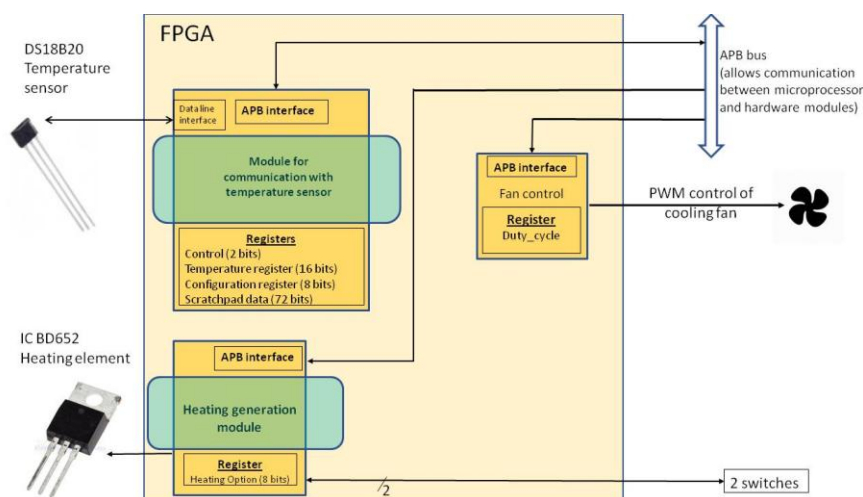 FPGA
DS18B20
Temperature
sensor
Data line
interface
APB interface
Module for
communication with
temperature sensor
Registers
Control (2 bits)
Temperature register (16 bits)
Configuration register (8 bits)
Scratchpad data (72 bits)
APB bus
(allows communication
between microprocessor
and hardware modules)
APB interface
Fan control
Register
Duty_cycle
PWM control of
cooling fan
IC BD652
Heating element
APB interface
Heating generation
module
Register
Heating Option (8 bits)
/2
2 switches